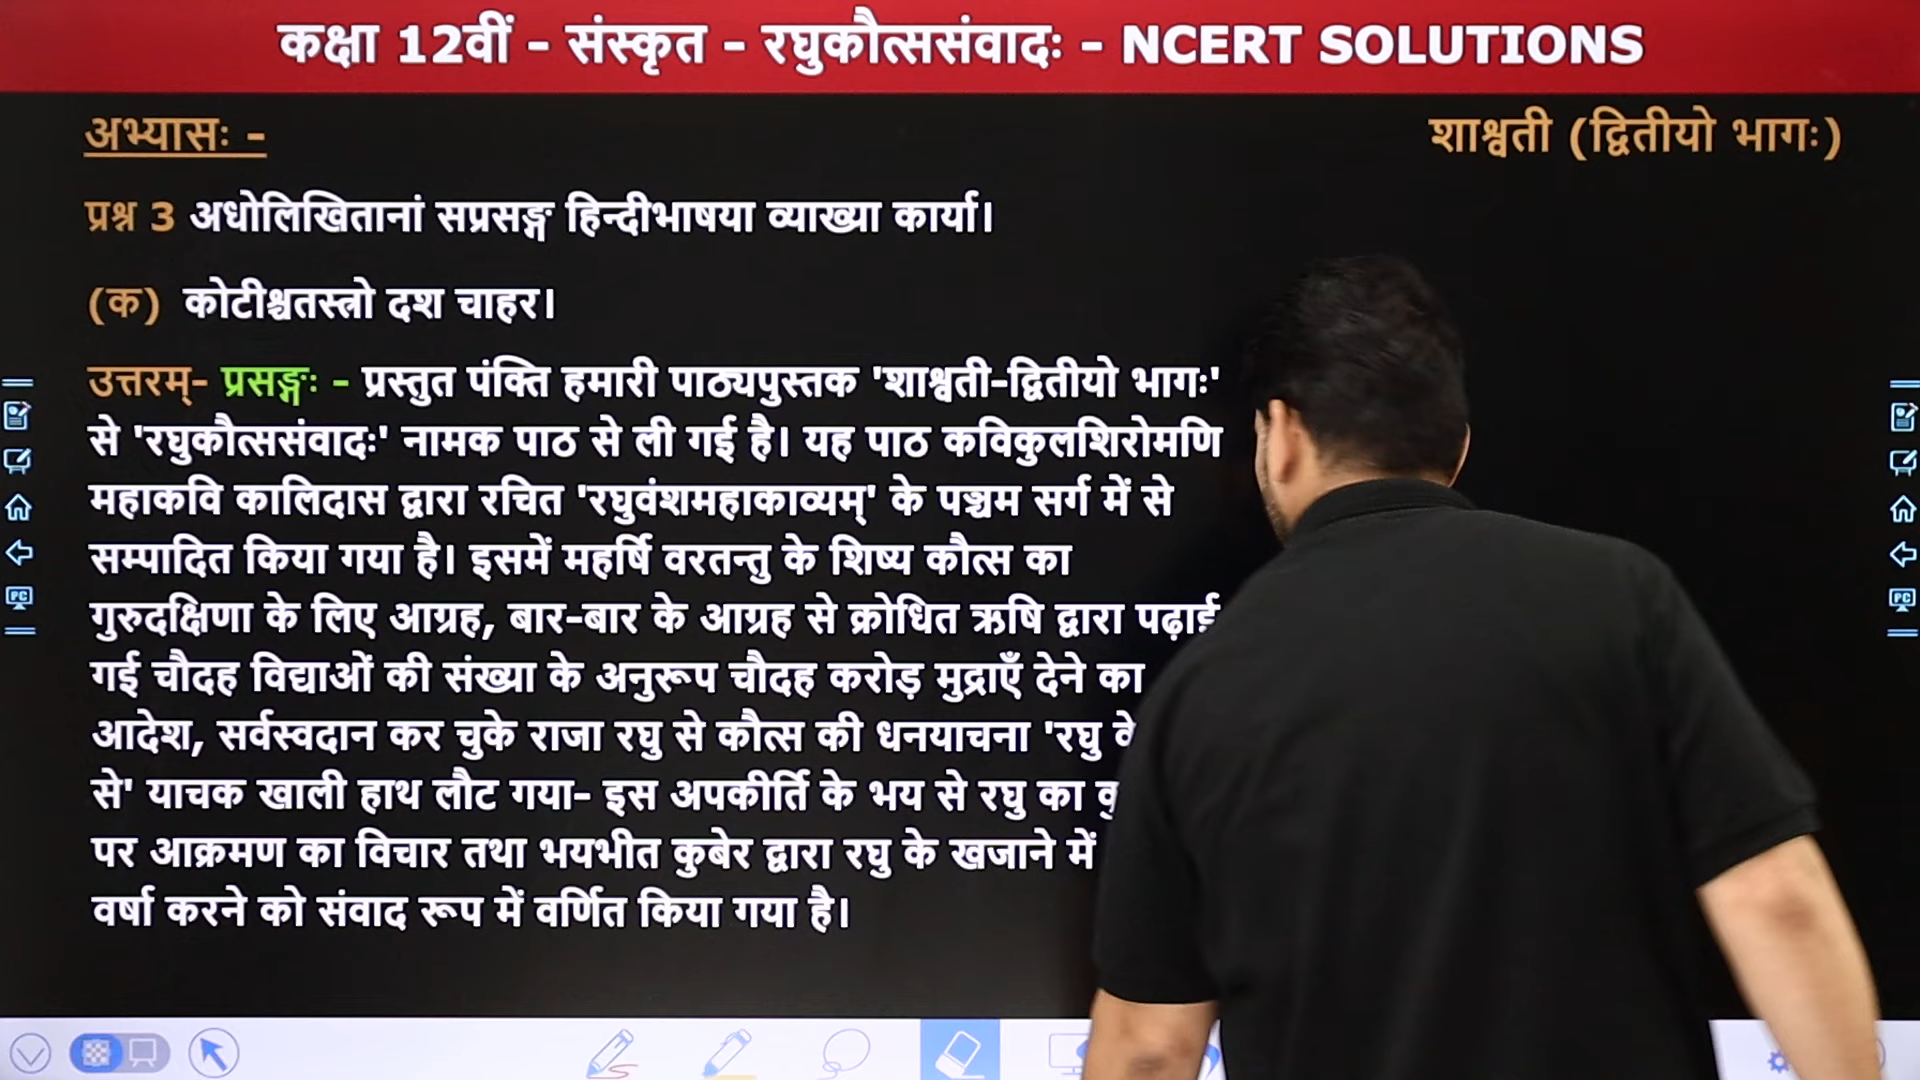 कक्षा 12वीं - संस्कृत - रघुकौत्ससंवादः - NCERT SOLUTIONS
अभ्यासः -
शाश्वती (द्वितीयो भागः)
प्रश्न 3 अधोलिखितानां सप्रसङ्ग हिन्दीभाषया व्याख्या कार्या।
(क) कोटीश्चतस्त्रो दश चाहर।
उत्तरम्- प्रसङ्गः - प्रस्तुत पंक्ति हमारी पाठ्यपुस्तक 'शाश्वती-द्वितीयो भागः'
से 'रघुकौत्ससंवादः' नामक पाठ से ली गई है। यह पाठ कविकुलशिरोमणि
महाकवि कालिदास द्वारा रचित 'रघुवंशमहाकाव्यम्' के पञ्चम सर्ग में से
सम्पादित किया गया है। इसमें महर्षि वरतन्तु के शिष्य कौत्स का
गुरुदक्षिणा के लिए आग्रह, बार-बार के आग्रह से क्रोधित ऋषि द्वारा पढ़ाई
गई चौदह विद्याओं की संख्या के अनुरूप चौदह करोड़ मुद्राएँ देने का
आदेश, सर्वस्वदान कर चुके राजा रघु से कौत्स की धनयाचना 'रघु
से' याचक खाली हाथ लौट गया- इस अपकीर्ति के भय से रघु का
पर आक्रमण का विचार तथा भयभीत कुबेर द्वारा रघु के खजाने में
वर्षा करने को संवाद रूप में वर्णित किया गया है।